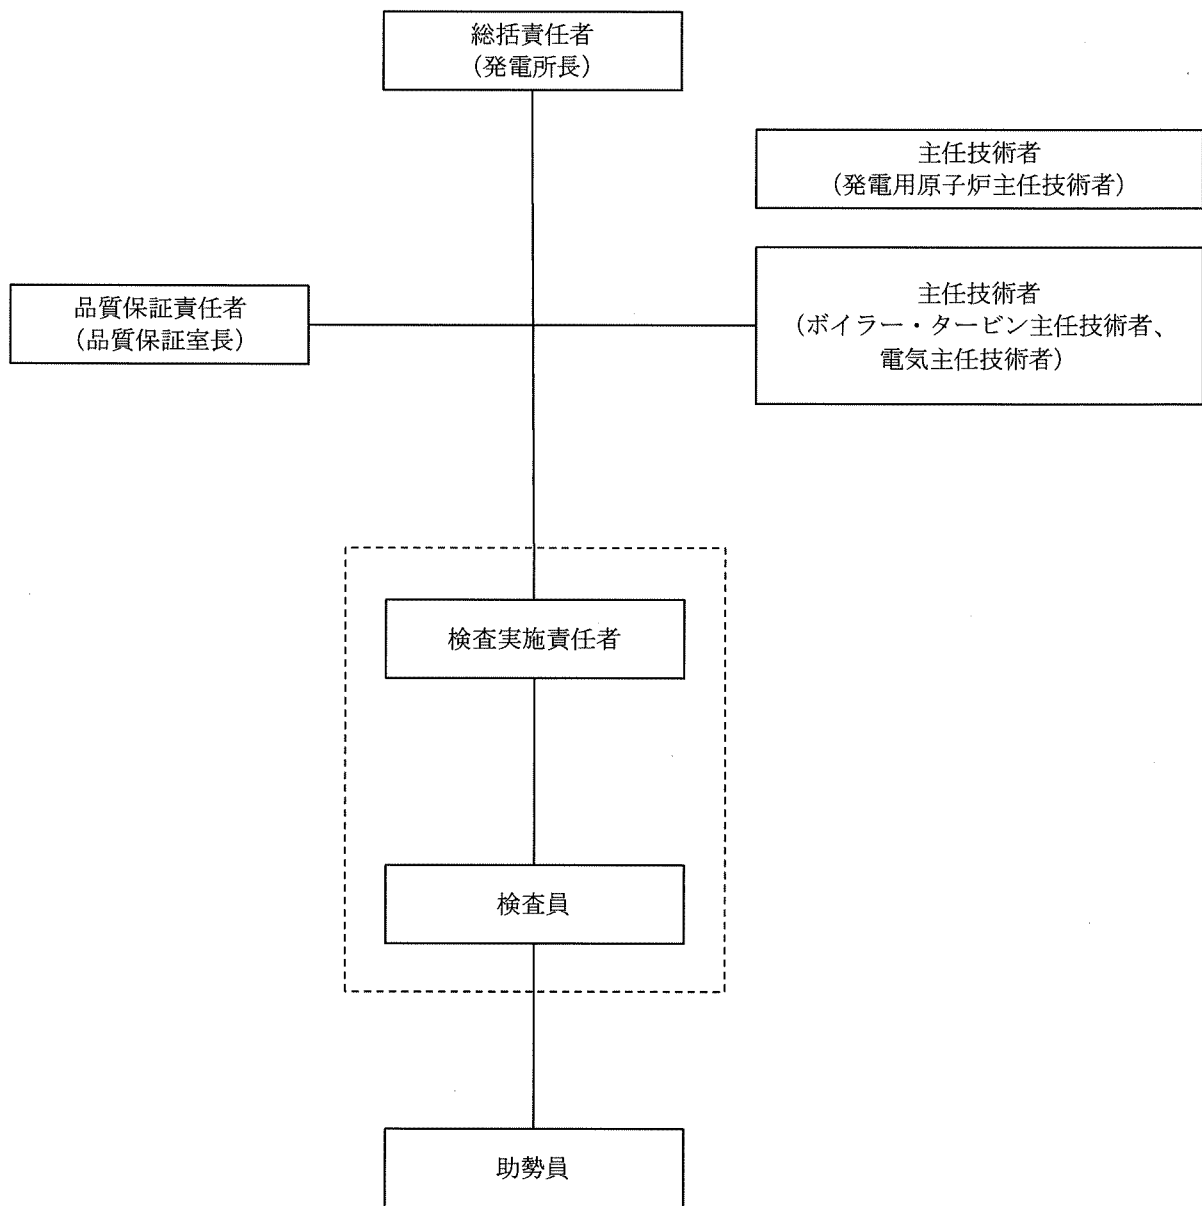 総括責任者
(発電所長)
主任技術者
(発電用原子炉主任技術者)
品質保証責任者
(品質保証室長)
主任技術者
(ボイラー・タービン主任技術者、
電気主任技術者)
検査実施責任者
検査員
助勢員